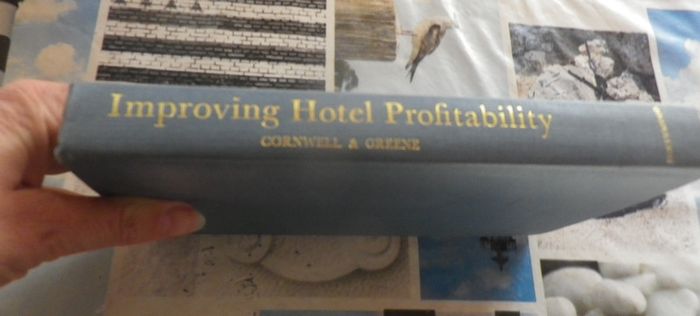 Improving Hotel Profitability
CORNWELL & GREENE